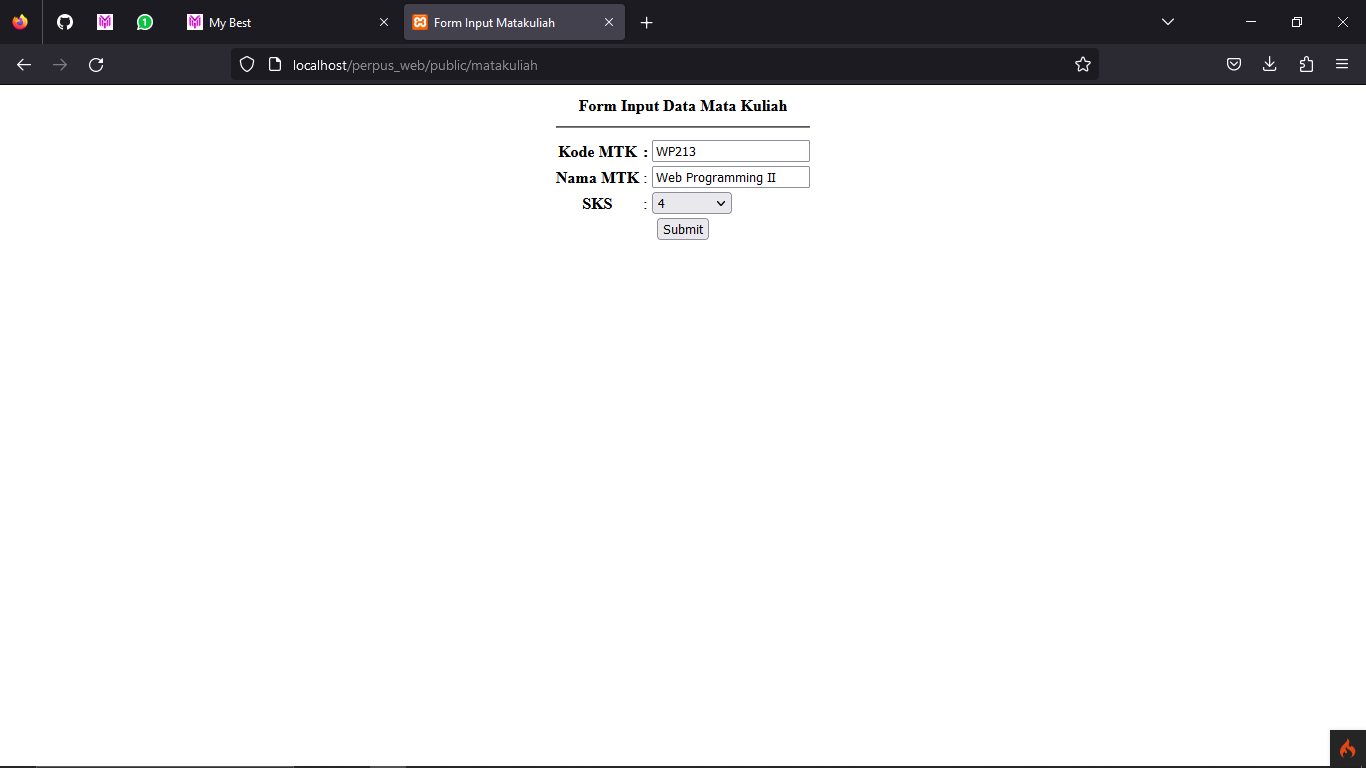 1
My Best
Form Input Matakuliah
localhost/perpus_web/public/matakuliah
Form Input Data Mata Kuliah
Kode MTK : WP213
Nama MTK : Web Programming II
SKS : 4
Submit